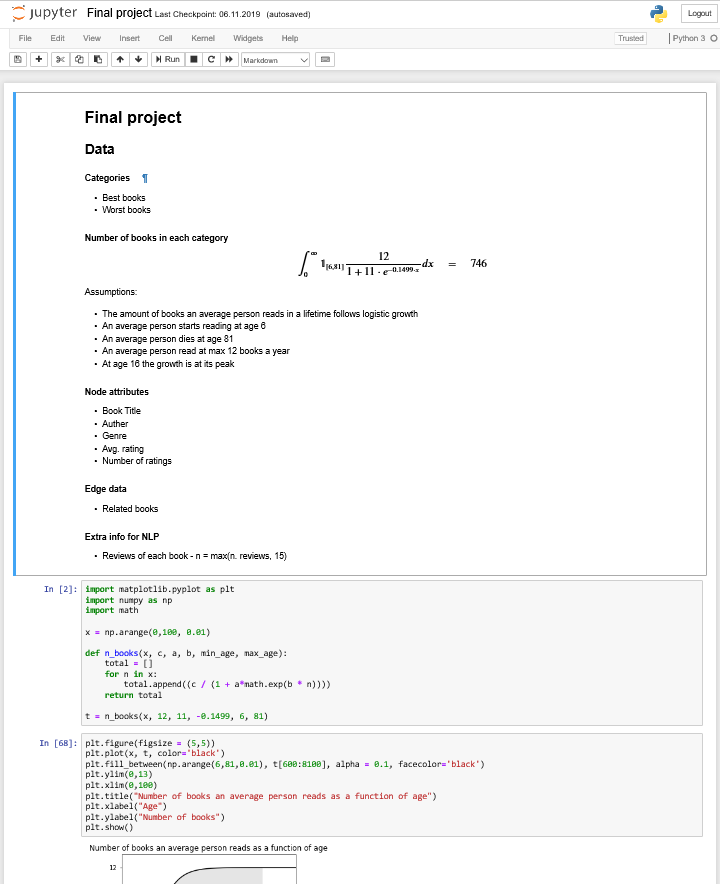 jupyter Final project Last Checkpoint: 06.11.2019 (autosaved)
Logout
File Edit View Insert Cell Kernel Widgets Help
Trusted Python 3
Run Markdown
Final project
Data
Categories ¶
• Best books
• Worst books
Number of books in each category
∫₀^∞ 𝟙[6,81] 12 / (1 + 11 · e^(−0.1499·x)) dx = 746
Assumptions:
• The amount of books an average person reads in a lifetime follows logistic growth
• An average person starts reading at age 6
• An average person dies at age 81
• An average person read at max 12 books a year
• At age 16 the growth is at its peak
Node attributes
• Book Title
• Auther
• Genre
• Avg. rating
• Number of ratings
Edge data
• Related books
Extra info for NLP
• Reviews of each book - n = max(n. reviews, 15)
In [2]: import matplotlib.pyplot as plt
import numpy as np
import math
x = np.arange(0,100, 0.01)
def n_books(x, c, a, b, min_age, max_age):
    total = []
    for n in x:
        total.append((c / (1 + a*math.exp(b * n))))
    return total
t = n_books(x, 12, 11, -0.1499, 6, 81)
In [68]: plt.figure(figsize = (5,5))
plt.plot(x, t, color='black')
plt.fill_between(np.arange(6,81,0.01), t[600:8100], alpha = 0.1, facecolor='black')
plt.ylim(0,13)
plt.xlim(0,100)
plt.title("Number of books an average person reads as a function of age")
plt.xlabel("Age")
plt.ylabel("Number of books")
plt.show()
Number of books an average person reads as a function of age
12